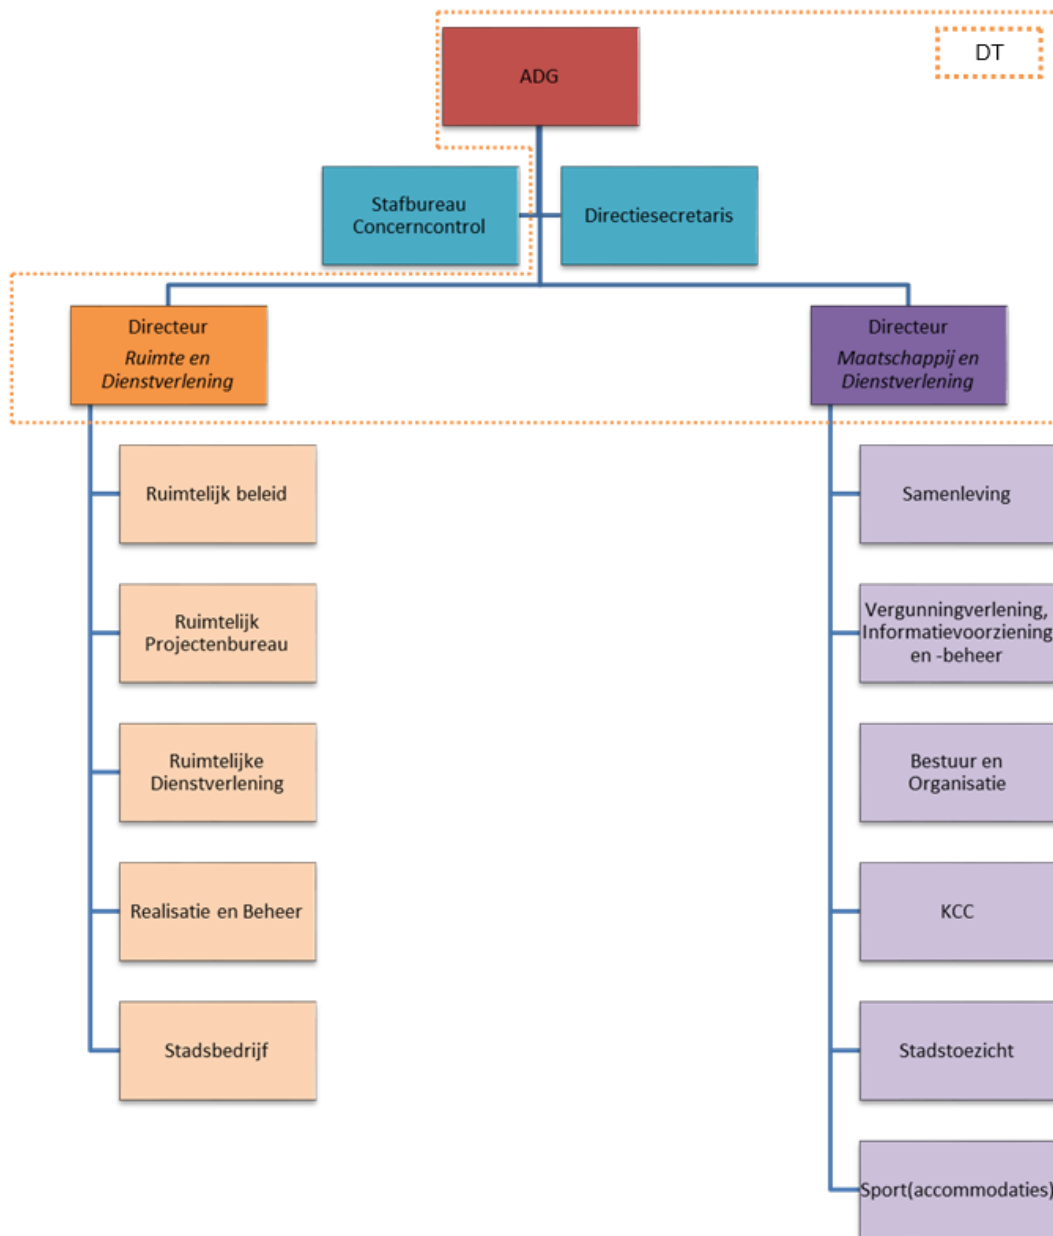 ADG
DT
Stafbureau
Concerncontrol
Directiesecretaris
Directeur
Ruimte en
Dienstverlening
Directeur
Maatschappij en
Dienstverlening
Ruimtelijk beleid
Ruimtelijk
Projectenbureau
Ruimtelijke
Dienstverlening
Realisatie en Beheer
Stadsbedrijf
Samenleving
Vergunningverlening,
Informatievoorziening
en -beheer
Bestuur en
Organisatie
KCC
Stadstoezicht
Sport(accommodaties)